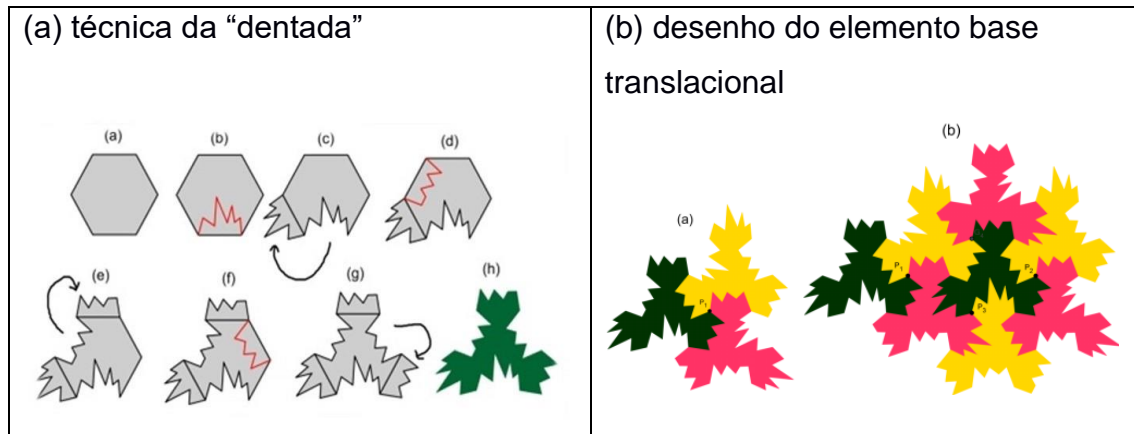 (a) técnica da “dentada”
(a)
(b)
(c)
(d)
(e)
(f)
(g)
(h)
(b) desenho do elemento base
translacional
(a)
P₁
(b)
P₁
P₂
P₃